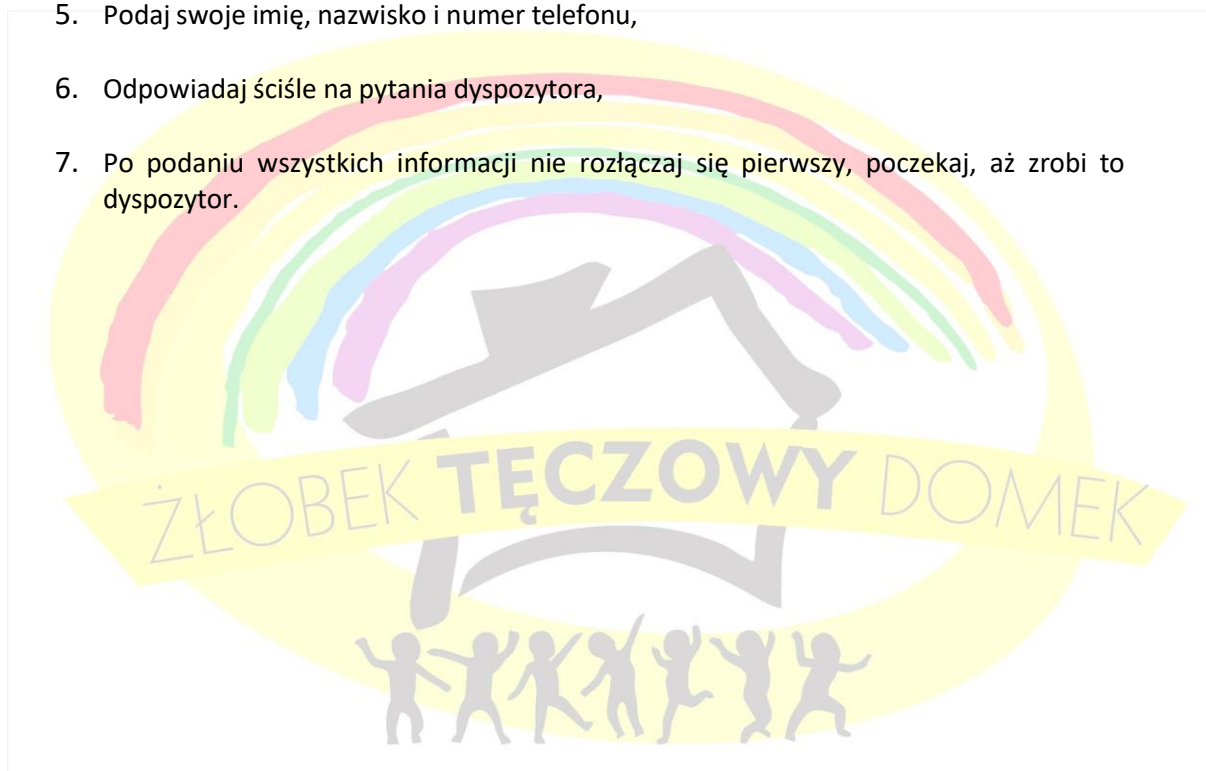 5. Podaj swoje imię, nazwisko i numer telefonu,
6. Odpowiadaj ściśle na pytania dyspozytora,
7. Po podaniu wszystkich informacji nie rozłączaj się pierwszy, poczekaj, aż zrobi to
dyspozytor.
ŻŁOBEK TĘCZOWY DOMEK